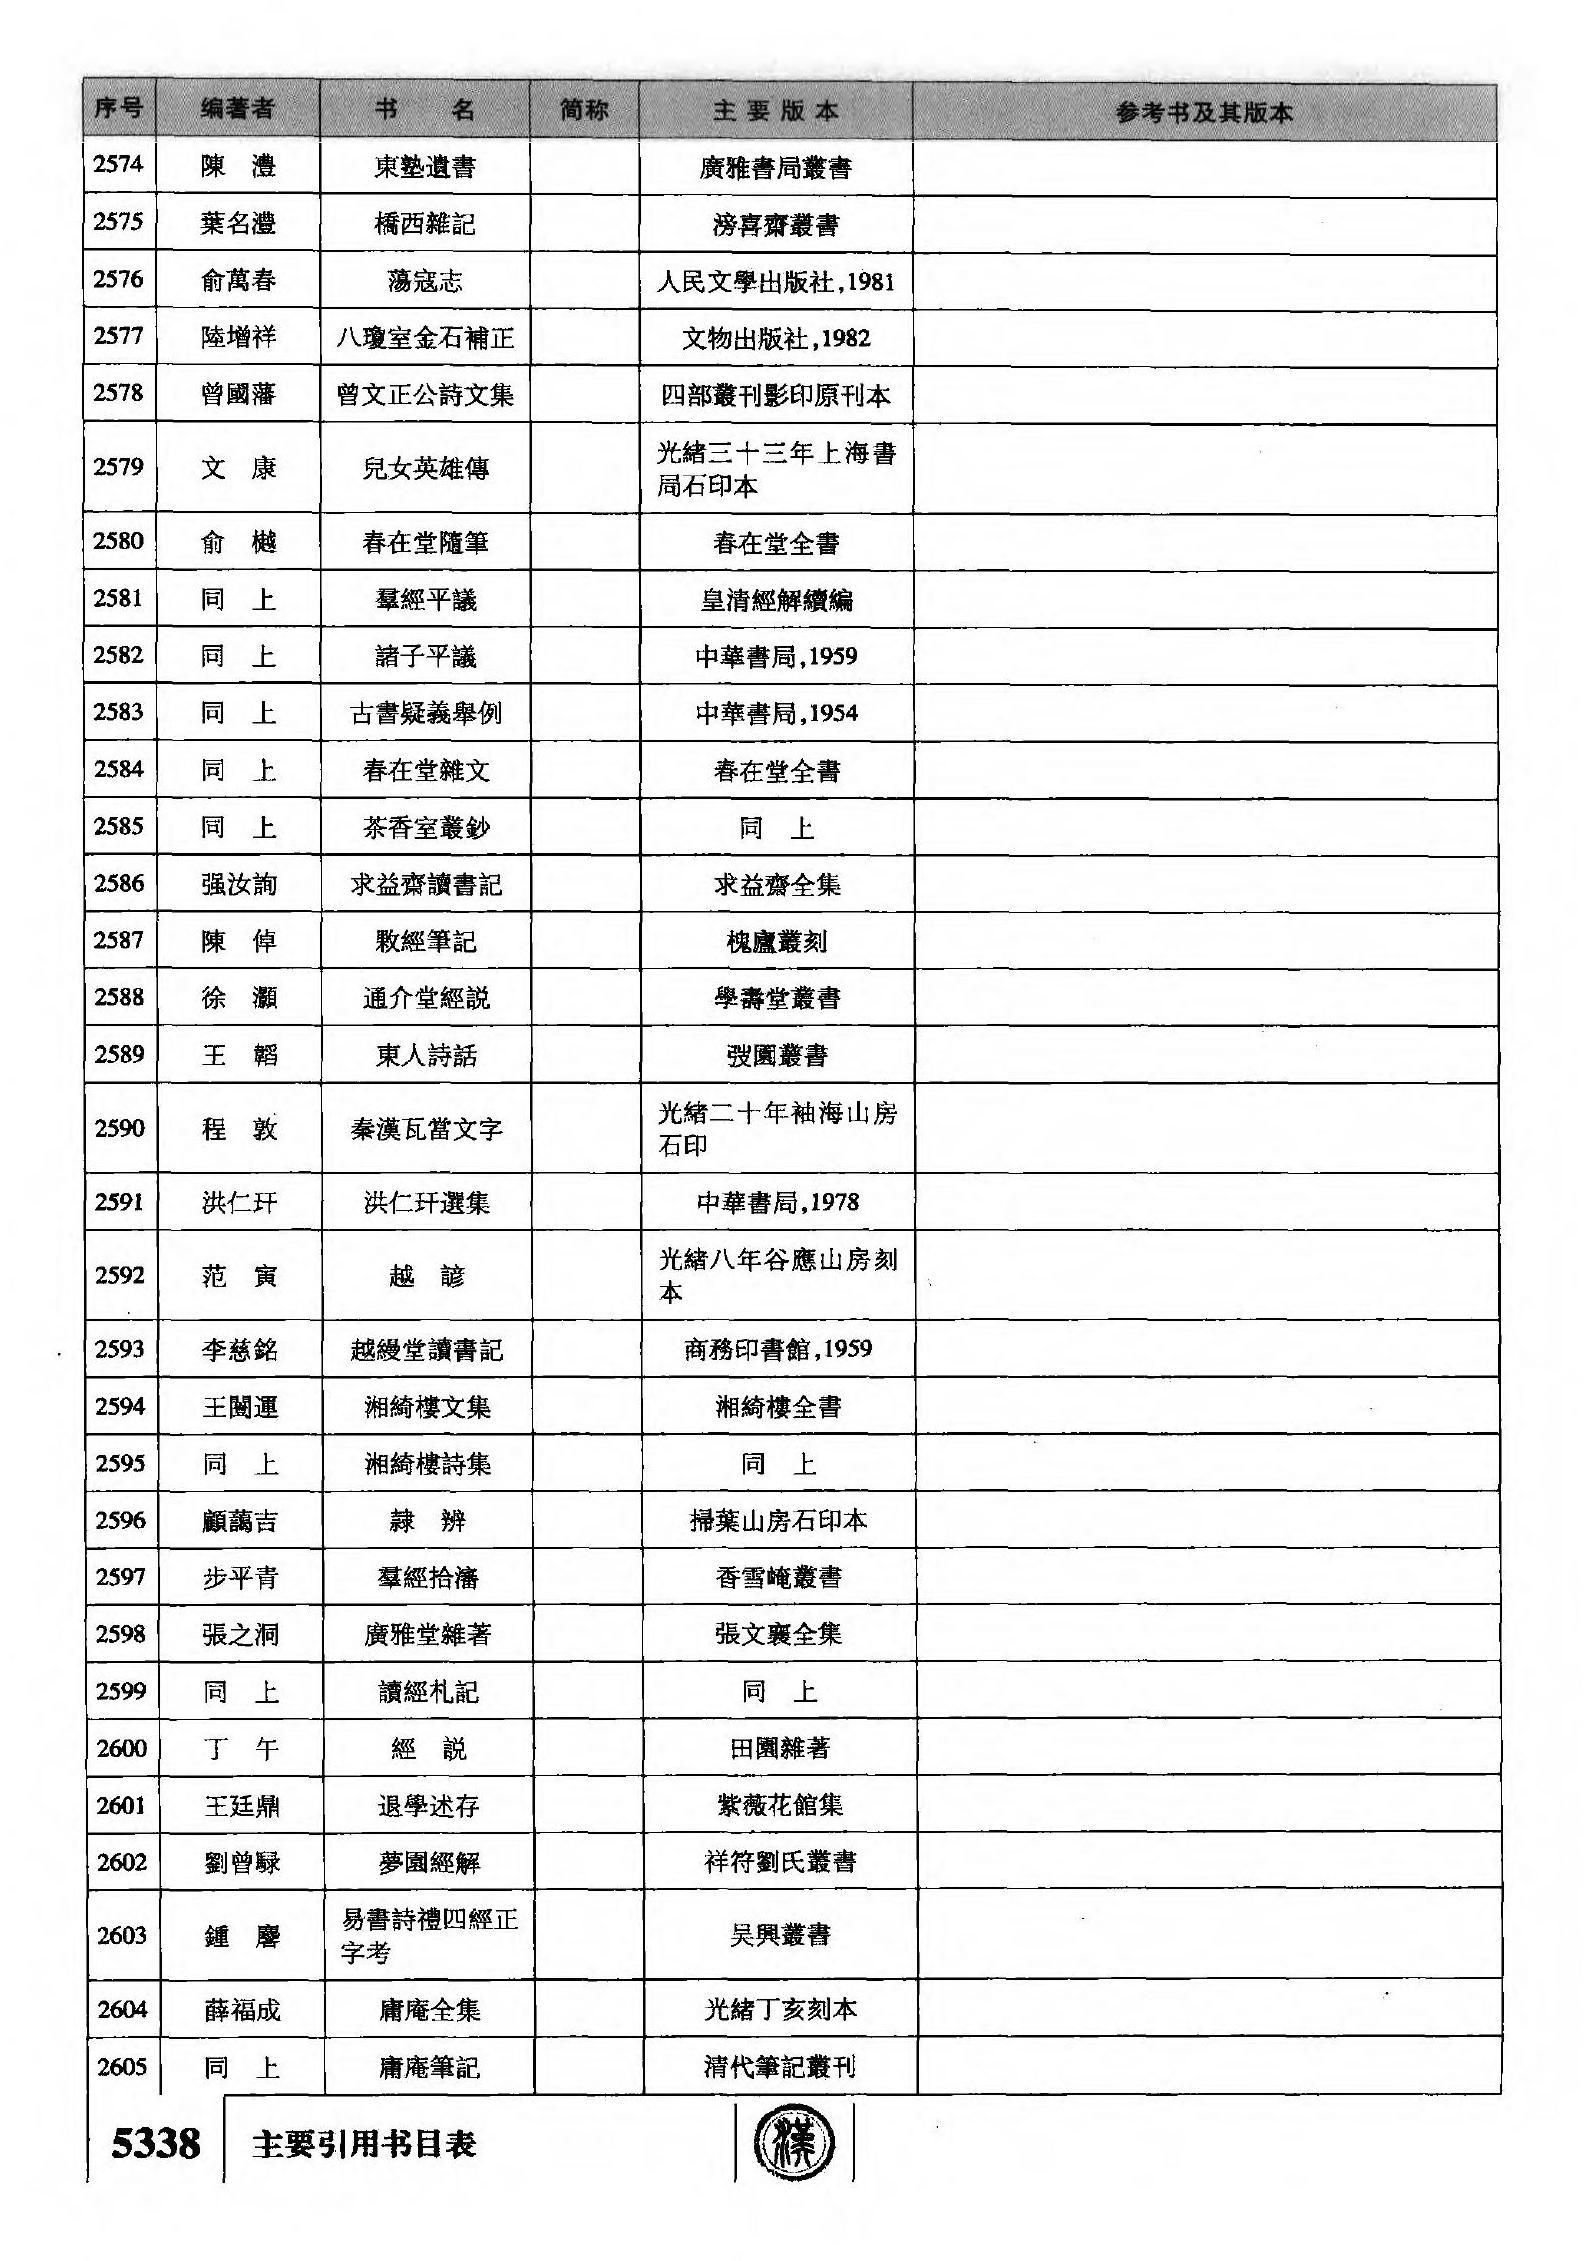 序号 编著者 书 名 简称 主要版本 参考书及其版本
2574 陳 澧 東塾遺書 廣雅書局叢書
2575 葉名澧 橋西雜記 滂喜齋叢書
2576 俞萬春 蕩寇志 人民文學出版社,1981
2577 陸增祥 八瓊室金石補正 文物出版社,1982
2578 曾國藩 曾文正公詩文集 四部叢刊影印原刊本
2579 文 康 兒女英雄傳 光緒三十三年上海書
局石印本
2580 俞 樾 春在堂隨筆 春在堂全書
2581 同 上 羣經平議 皇清經解續編
2582 同 上 諸子平議 中華書局,1959
2583 同 上 古書疑義舉例 中華書局,1954
2584 同 上 春在堂雜文 春在堂全書
2585 同 上 茶香室叢鈔 同 上
2586 强汝詢 求益齋讀書記 求益齋全集
2587 陳 倬 敤經筆記 槐廬叢刻
2588 徐 灝 通介堂經説 學壽堂叢書
2589 王 韜 東人詩話 弢園叢書
2590 程 敦 秦漢瓦當文字 光緒二十年袖海山房
石印
2591 洪仁玕 洪仁玕選集 中華書局,1978
2592 范 寅 越 諺 光緒八年谷應山房刻
本
2593 李慈銘 越縵堂讀書記 商務印書館,1959
2594 王闓運 湘綺樓文集 湘綺樓全書
2595 同 上 湘綺樓詩集 同 上
2596 顧藹吉 隸 辨 掃葉山房石印本
2597 步平青 羣經拾瀋 香雪崦叢書
2598 張之洞 廣雅堂雜著 張文襄全集
2599 同 上 讀經札記 同 上
2600 丁 午 經 説 田園雜著
2601 王廷鼎 退學述存 紫薇花館集
2602 劉曾騄 夢園經解 祥符劉氏叢書
2603 鍾 麐 易書詩禮四經正
字考 吴興叢書
2604 薛福成 庸庵全集 光緒丁亥刻本
2605 同 上 庸庵筆記 清代筆記叢刊
5338 主要引用书目表 漢